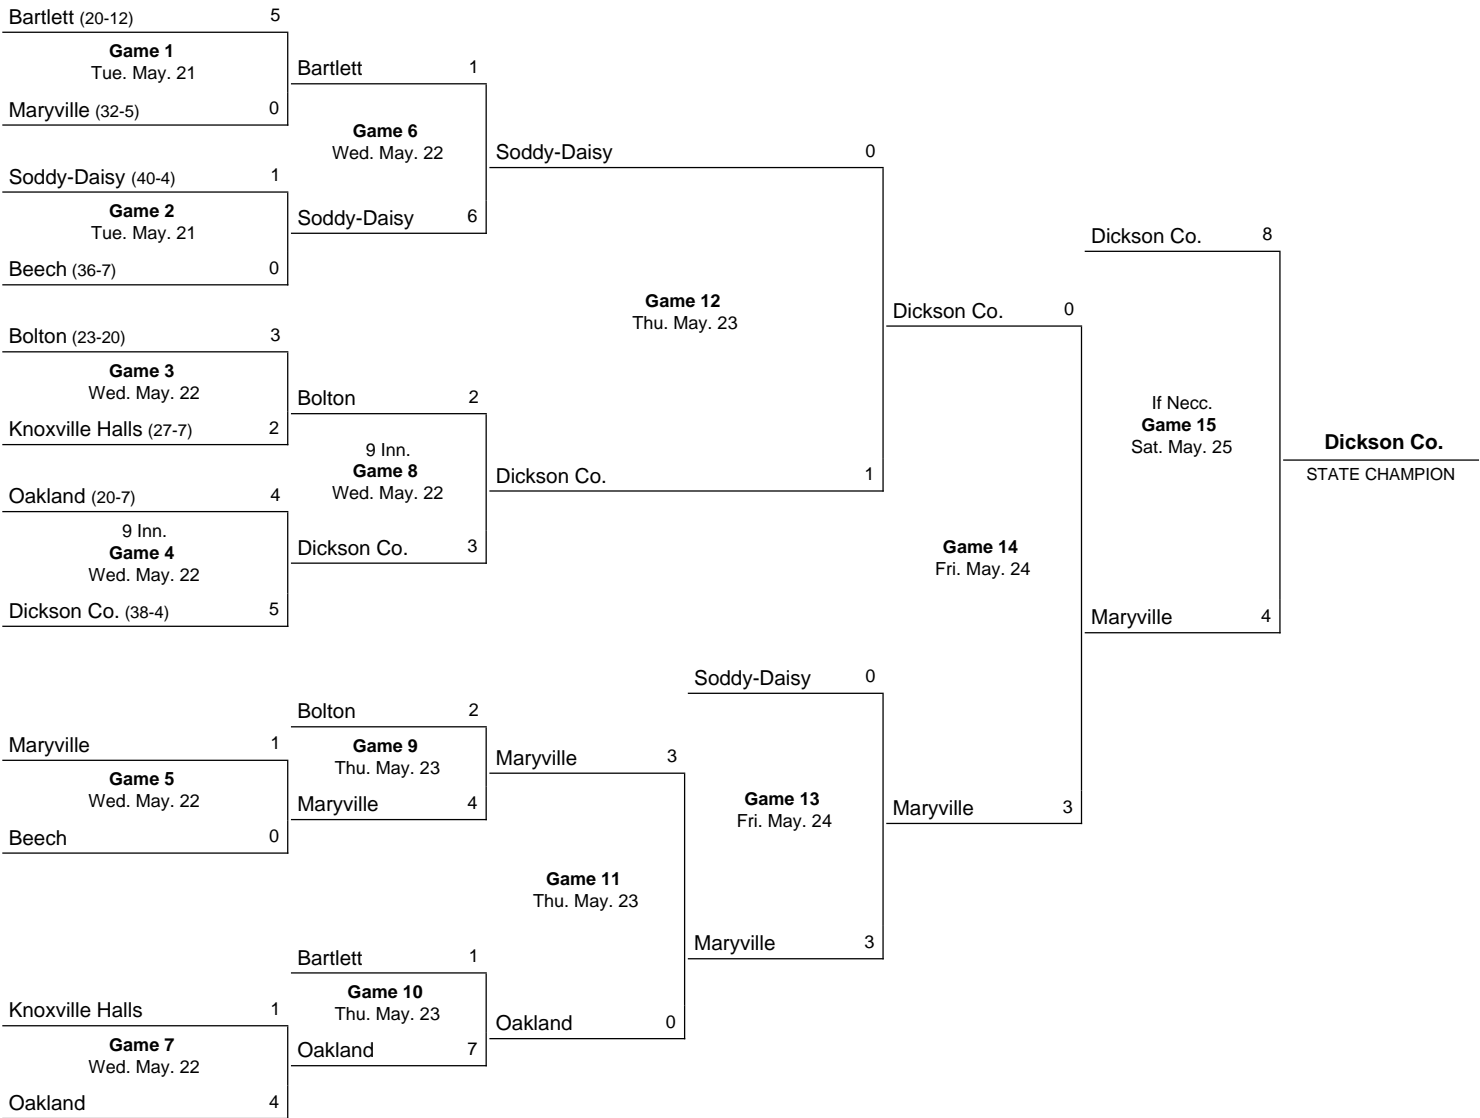 Bartlett (20-12) 5
Game 1
Tue. May. 21
Maryville (32-5) 0
Soddy-Daisy (40-4) 1
Game 2
Tue. May. 21
Beech (36-7) 0
Bolton (23-20) 3
Game 3
Wed. May. 22
Knoxville Halls (27-7) 2
Oakland (20-7) 4
9 Inn.
Game 4
Wed. May. 22
Dickson Co. (38-4) 5
Maryville 1
Game 5
Wed. May. 22
Beech 0
Knoxville Halls 1
Game 7
Wed. May. 22
Oakland 4
Bartlett 1
Game 6
Wed. May. 22
Soddy-Daisy 6
Bolton 2
9 Inn.
Game 8
Wed. May. 22
Dickson Co. 3
Bolton 2
Game 9
Thu. May. 23
Maryville 4
Bartlett 1
Game 10
Thu. May. 23
Oakland 7
Soddy-Daisy 0
Game 12
Thu. May. 23
Dickson Co. 1
Maryville 3
Game 11
Thu. May. 23
Oakland 0
Soddy-Daisy 0
Game 13
Fri. May. 24
Maryville 3
Dickson Co. 0
Game 14
Fri. May. 24
Maryville 3
Dickson Co. 8
If Necc.
Game 15
Sat. May. 25
Maryville 4
Dickson Co.
STATE CHAMPION